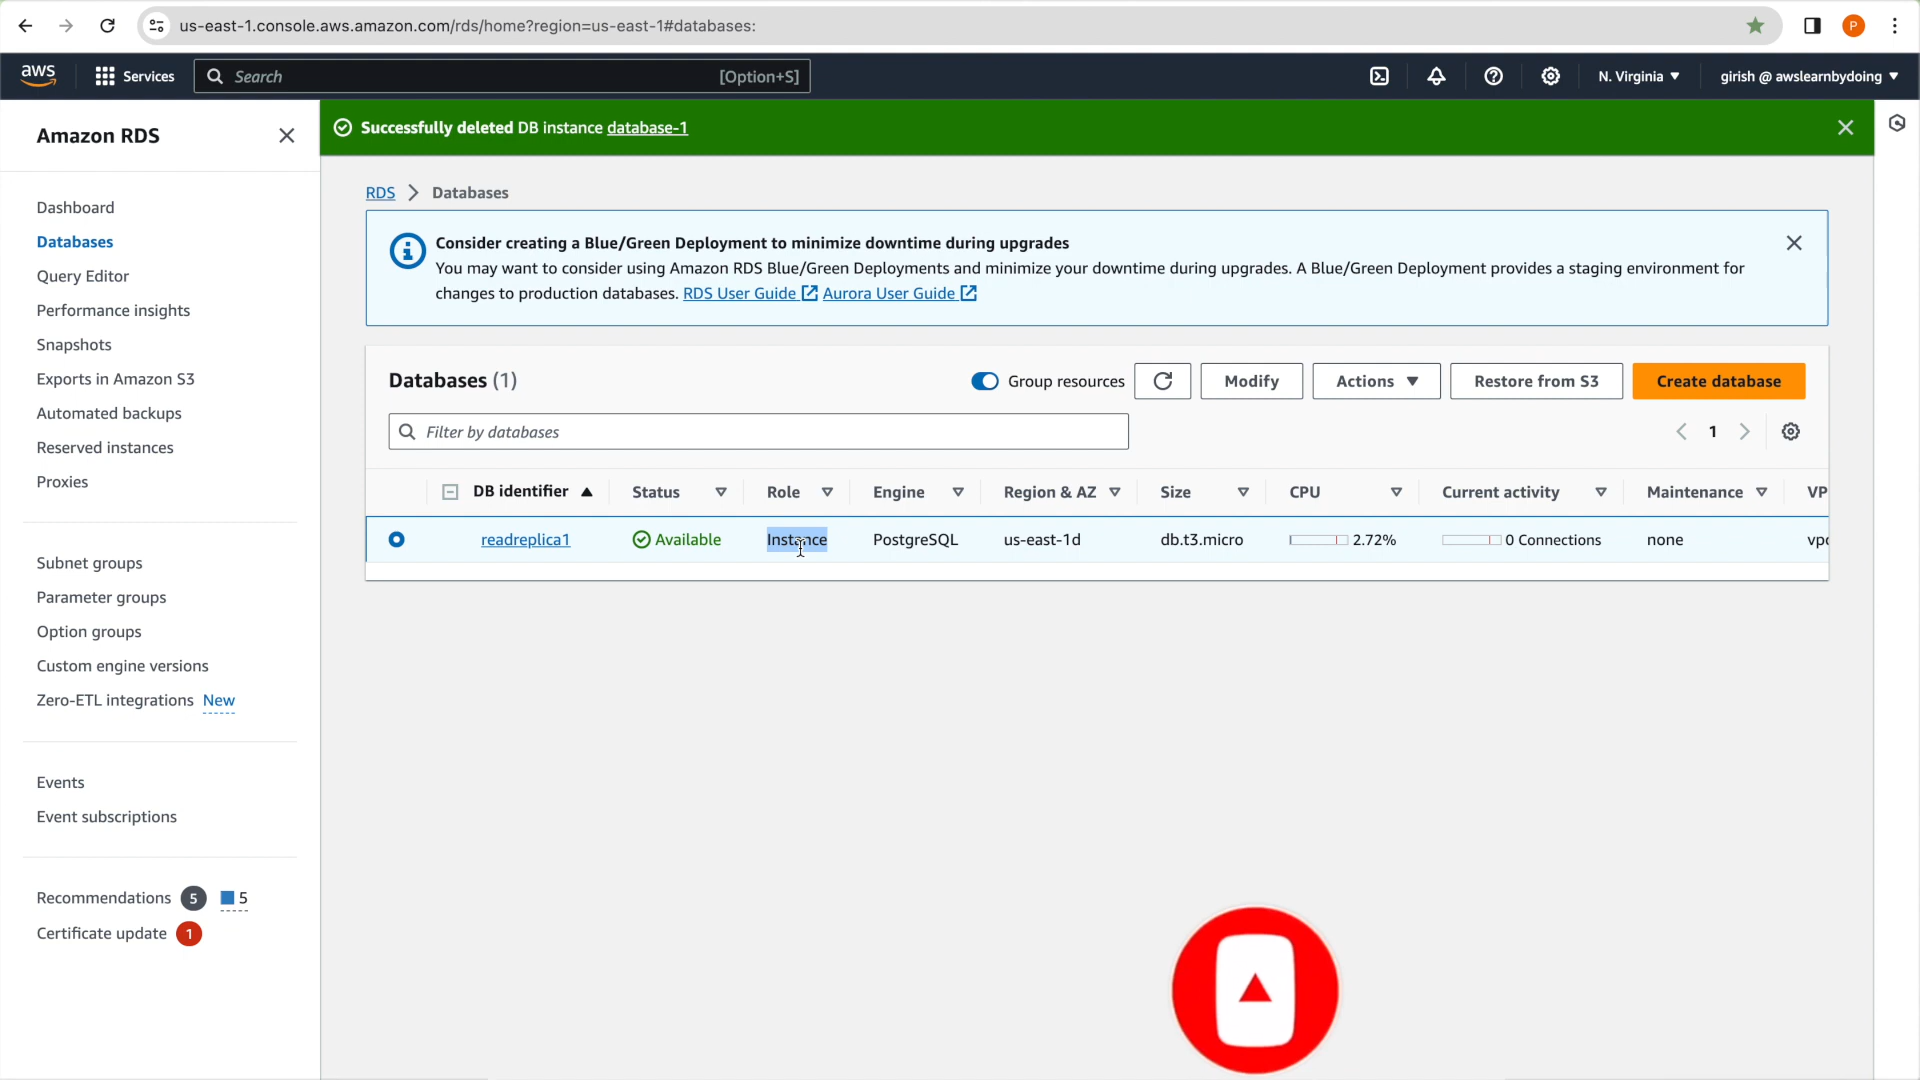 us-east-1.console.aws.amazon.com/rds/home?region=us-east-1#databases:
P
aws
Services
Search
[Option+S]
N. Virginia ▼
girish @ awslearnbydoing ▼
Amazon RDS
Dashboard
Databases
Query Editor
Performance insights
Snapshots
Exports in Amazon S3
Automated backups
Reserved instances
Proxies
Subnet groups
Parameter groups
Option groups
Custom engine versions
Zero-ETL integrations New
Events
Event subscriptions
Recommendations 5 5
Certificate update 1
Successfully deleted DB instance database-1
RDS > Databases
Consider creating a Blue/Green Deployment to minimize downtime during upgrades
You may want to consider using Amazon RDS Blue/Green Deployments and minimize your downtime during upgrades. A Blue/Green Deployment provides a staging environment for
changes to production databases. RDS User Guide Aurora User Guide
Databases (1)
Group resources
Modify
Actions ▼
Restore from S3
Create database
Filter by databases
1
DB identifier Status Role Engine Region & AZ Size CPU Current activity Maintenance VP
readreplica1 Available Instance PostgreSQL us-east-1d db.t3.micro 2.72% 0 Connections none vpc